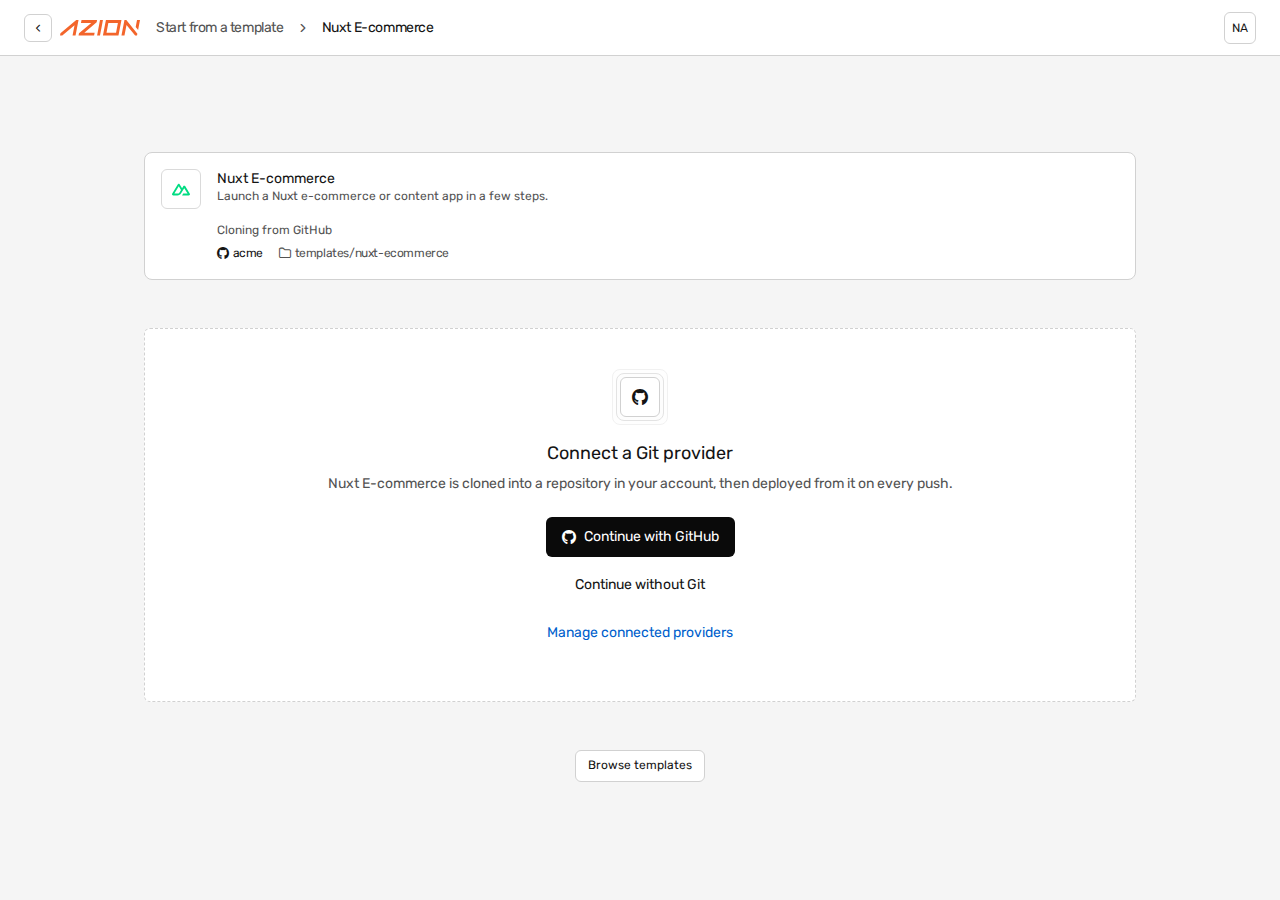 AZION Start from a template Nuxt E-commerce NA
Nuxt E-commerce
Launch a Nuxt e-commerce or content app in a few steps.
Cloning from GitHub
acme templates/nuxt-ecommerce
Connect a Git provider
Nuxt E-commerce is cloned into a repository in your account, then deployed from it on every push.
Continue with GitHub
Continue without Git
Manage connected providers
Browse templates